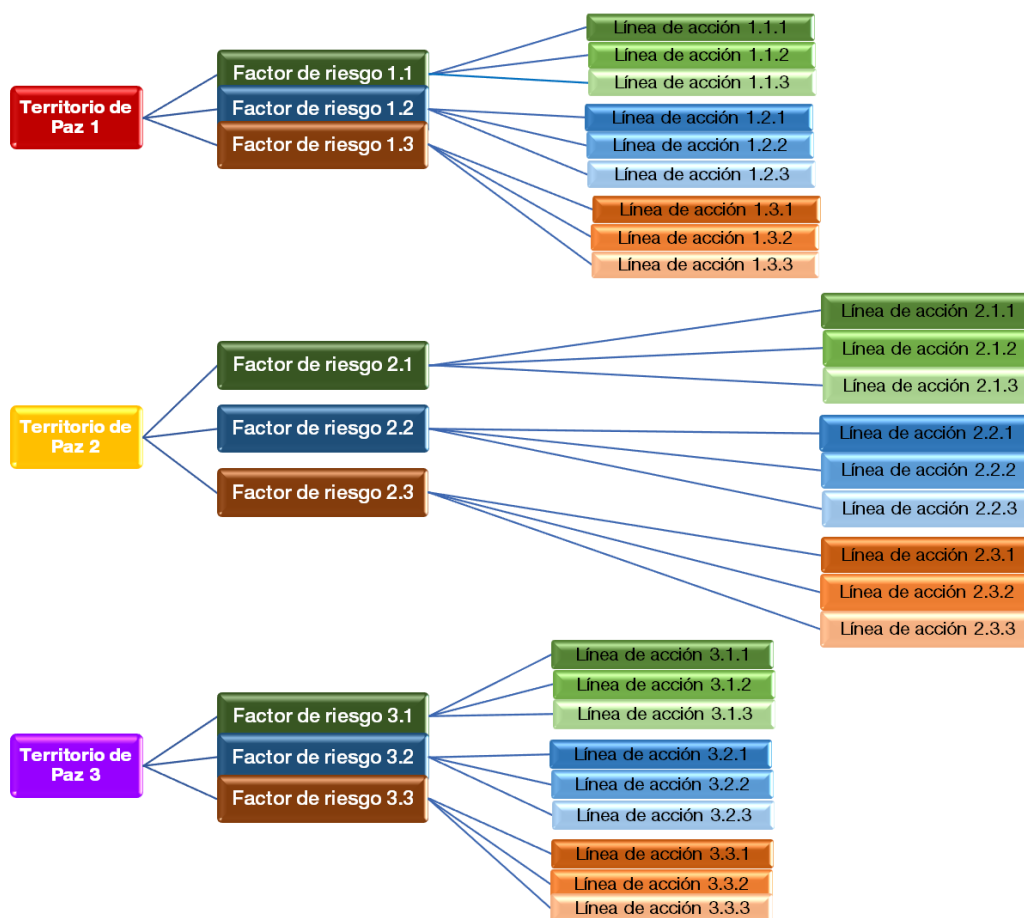 Territorio de
Paz 1
Factor de riesgo 1.1
Factor de riesgo 1.2
Factor de riesgo 1.3
Línea de acción 1.1.1
Línea de acción 1.1.2
Línea de acción 1.1.3
Línea de acción 1.2.1
Línea de acción 1.2.2
Línea de acción 1.2.3
Línea de acción 1.3.1
Línea de acción 1.3.2
Línea de acción 1.3.3
Territorio de
Paz 2
Factor de riesgo 2.1
Factor de riesgo 2.2
Factor de riesgo 2.3
Línea de acción 2.1.1
Línea de acción 2.1.2
Línea de acción 2.1.3
Línea de acción 2.2.1
Línea de acción 2.2.2
Línea de acción 2.2.3
Línea de acción 2.3.1
Línea de acción 2.3.2
Línea de acción 2.3.3
Territorio de
Paz 3
Factor de riesgo 3.1
Factor de riesgo 3.2
Factor de riesgo 3.3
Línea de acción 3.1.1
Línea de acción 3.1.2
Línea de acción 3.1.3
Línea de acción 3.2.1
Línea de acción 3.2.2
Línea de acción 3.2.3
Línea de acción 3.3.1
Línea de acción 3.3.2
Línea de acción 3.3.3